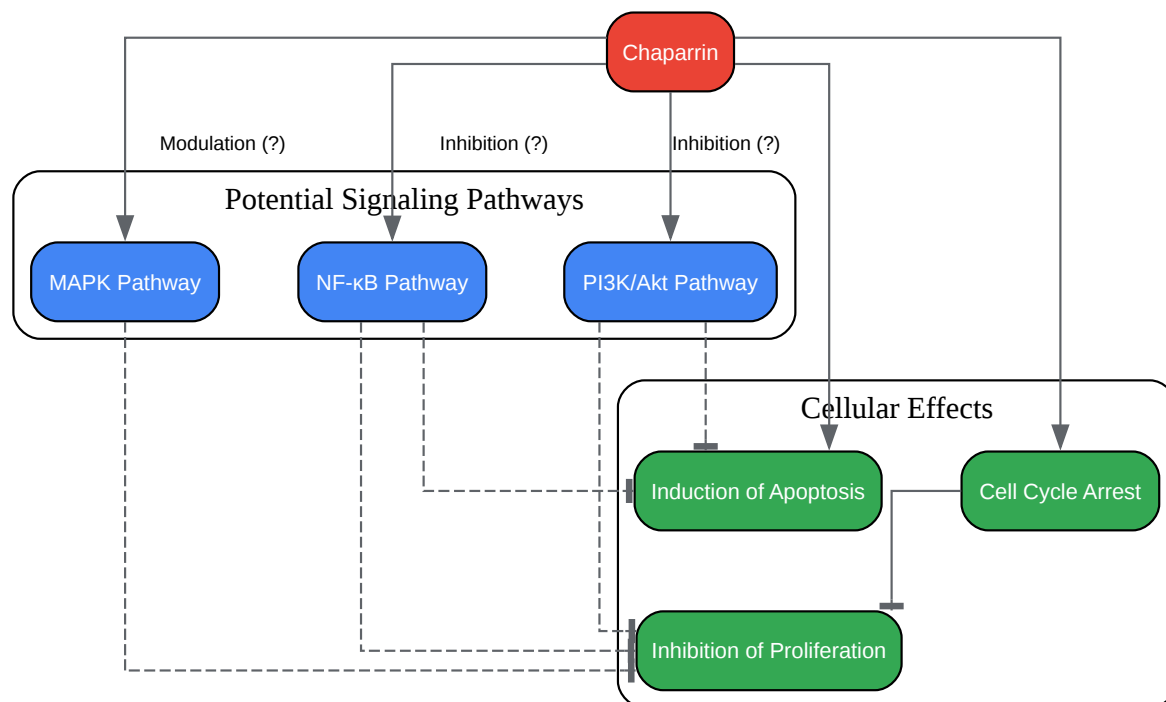 Chaparrin
Modulation (?)
Inhibition (?)
Inhibition (?)
Potential Signaling Pathways
MAPK Pathway
NF-κB Pathway
PI3K/Akt Pathway
Cellular Effects
Induction of Apoptosis
Cell Cycle Arrest
Inhibition of Proliferation